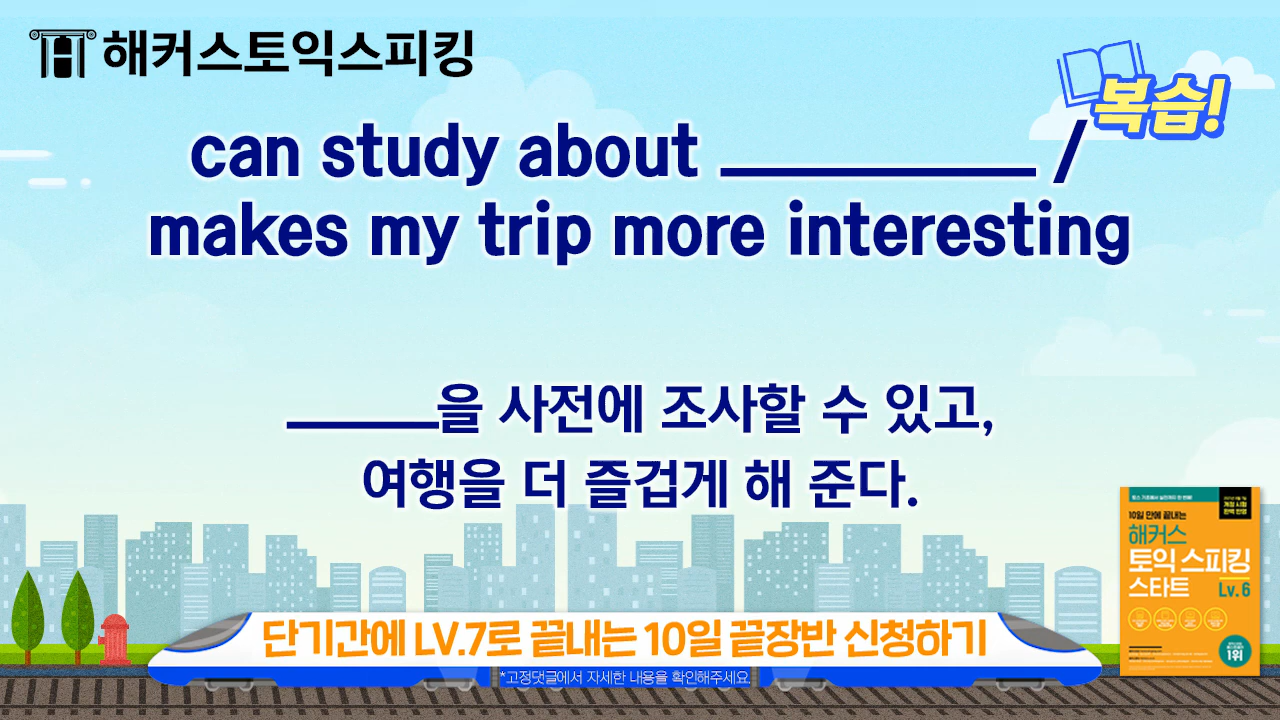 해커스토익스피킹
복습!
can study about ________ /
makes my trip more interesting
____을 사전에 조사할 수 있고,
여행을 더 즐겁게 해 준다.
10일 만에 끝내는
해커스
토익 스피킹
스타트 Lv. 6
1위
단기간에 LV.7로 끝내는 10일 끝장반 신청하기
*고정댓글에서 자세한 내용을 확인해주세요.